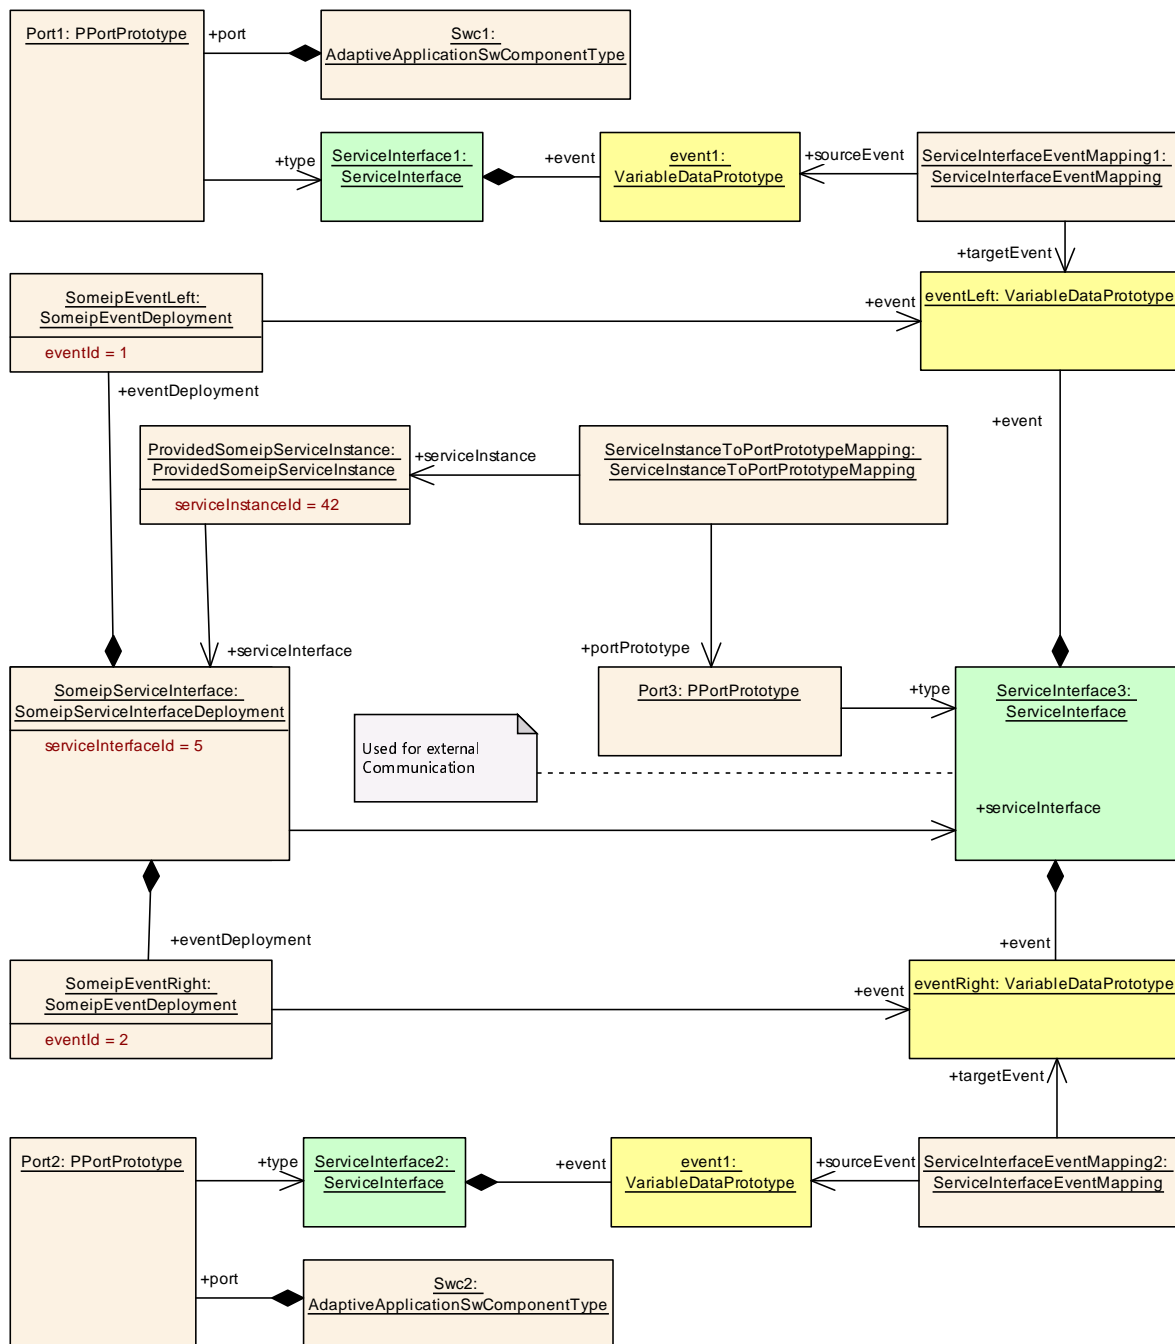 Port1: PPortPrototype
+port
Swc1:
AdaptiveApplicationSwComponentType
+type
ServiceInterface1:
ServiceInterface
+event
event1:
VariableDataPrototype
+sourceEvent
ServiceInterfaceEventMapping1:
ServiceInterfaceEventMapping
+targetEvent
SomeipEventLeft:
SomeipEventDeployment
eventId = 1
+event
eventLeft: VariableDataPrototype
+eventDeployment
+event
ProvidedSomeipServiceInstance:
ProvidedSomeipServiceInstance
serviceInstanceId = 42
+serviceInstance
ServiceInstanceToPortPrototypeMapping:
ServiceInstanceToPortPrototypeMapping
+serviceInterface
+portPrototype
SomeipServiceInterface:
SomeipServiceInterfaceDeployment
serviceInterfaceId = 5
Port3: PPortPrototype
+type
ServiceInterface3:
ServiceInterface
Used for external
Communication
+serviceInterface
+eventDeployment
+event
SomeipEventRight:
SomeipEventDeployment
eventId = 2
+event
eventRight: VariableDataPrototype
+targetEvent
Port2: PPortPrototype
+type
ServiceInterface2:
ServiceInterface
+event
event1:
VariableDataPrototype
+sourceEvent
ServiceInterfaceEventMapping2:
ServiceInterfaceEventMapping
+port
Swc2:
AdaptiveApplicationSwComponentType